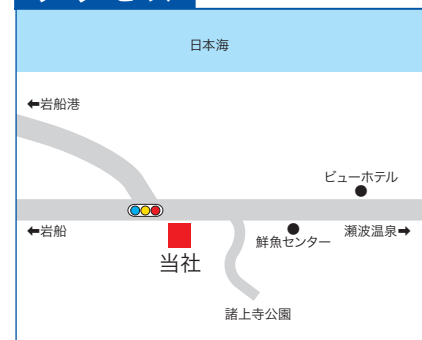 日本海
←岩船港
ビューホテル
←岩船
鮮魚センター
瀬波温泉→
当社
諸上寺公園